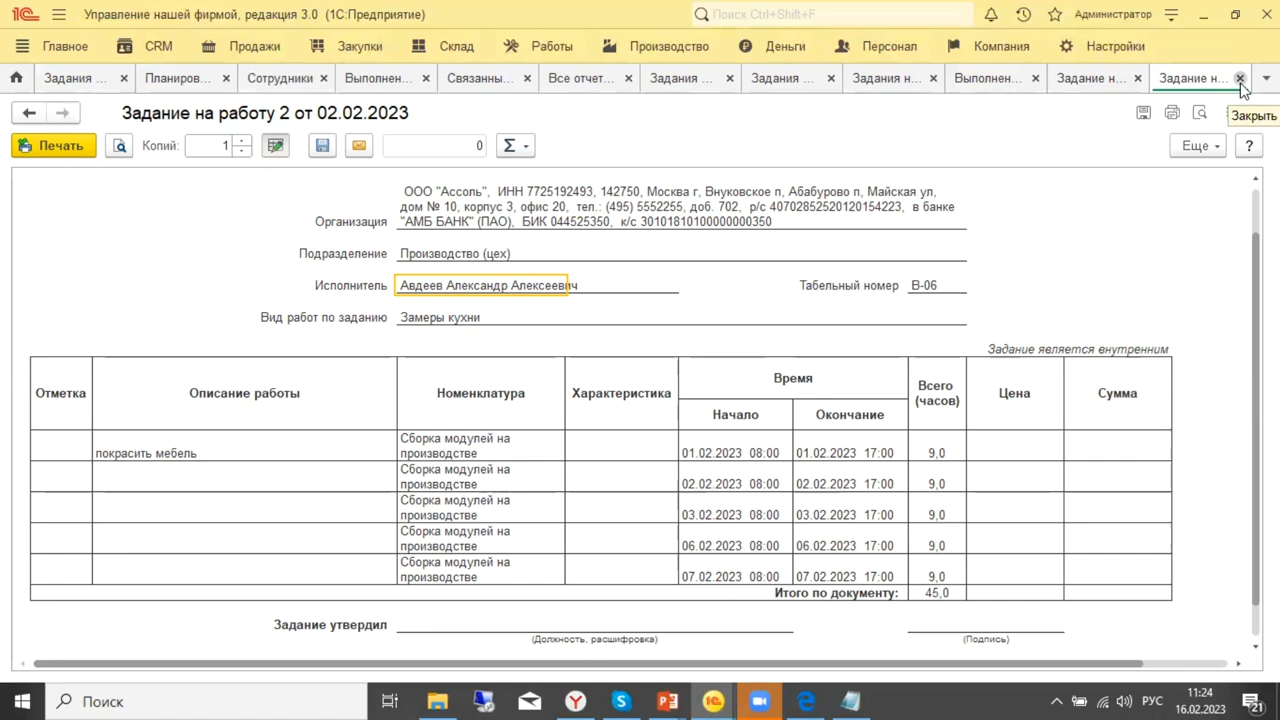 Управление нашей фирмой, редакция 3.0 (1С:Предприятие)
Поиск Ctrl+Shift+F
Администратор
Главное
CRM
Продажи
Закупки
Склад
Работы
Производство
Деньги
Персонал
Компания
Настройки
Задания ...
Планиров...
Сотрудники
Выполнен...
Связанны...
Все отчет...
Задания ...
Задания ...
Задания н...
Выполнен...
Задание н...
Задание н...
Задание на работу 2 от 02.02.2023
Закрыть
Печать
Копий:
1
0
Σ
Еще
?
ООО "Ассоль", ИНН 7725192493, 142750, Москва г, Внуковское п, Абабурово п, Майская ул,
дом № 10, корпус 3, офис 20, тел.: (495) 5552255, доб. 702, р/с 40702852520120154223, в банке
Организация "АМБ БАНК" (ПАО), БИК 044525350, к/с 30101810100000000350
Подразделение Производство (цех)
Исполнитель Авдеев Александр Алексеевич Табельный номер В-06
Вид работ по заданию Замеры кухни
Задание является внутренним
Отметка Описание работы Номенклатура Характеристика Время Всего (часов) Цена Сумма
Начало Окончание
покрасить мебель Сборка модулей на производстве 01.02.2023 08:00 01.02.2023 17:00 9,0
Сборка модулей на производстве 02.02.2023 08:00 02.02.2023 17:00 9,0
Сборка модулей на производстве 03.02.2023 08:00 03.02.2023 17:00 9,0
Сборка модулей на производстве 06.02.2023 08:00 06.02.2023 17:00 9,0
Сборка модулей на производстве 07.02.2023 08:00 07.02.2023 17:00 9,0
Итого по документу: 45,0
Задание утвердил
(Должность, расшифровка) (Подпись)
Поиск
РУС
11:24
16.02.2023
21